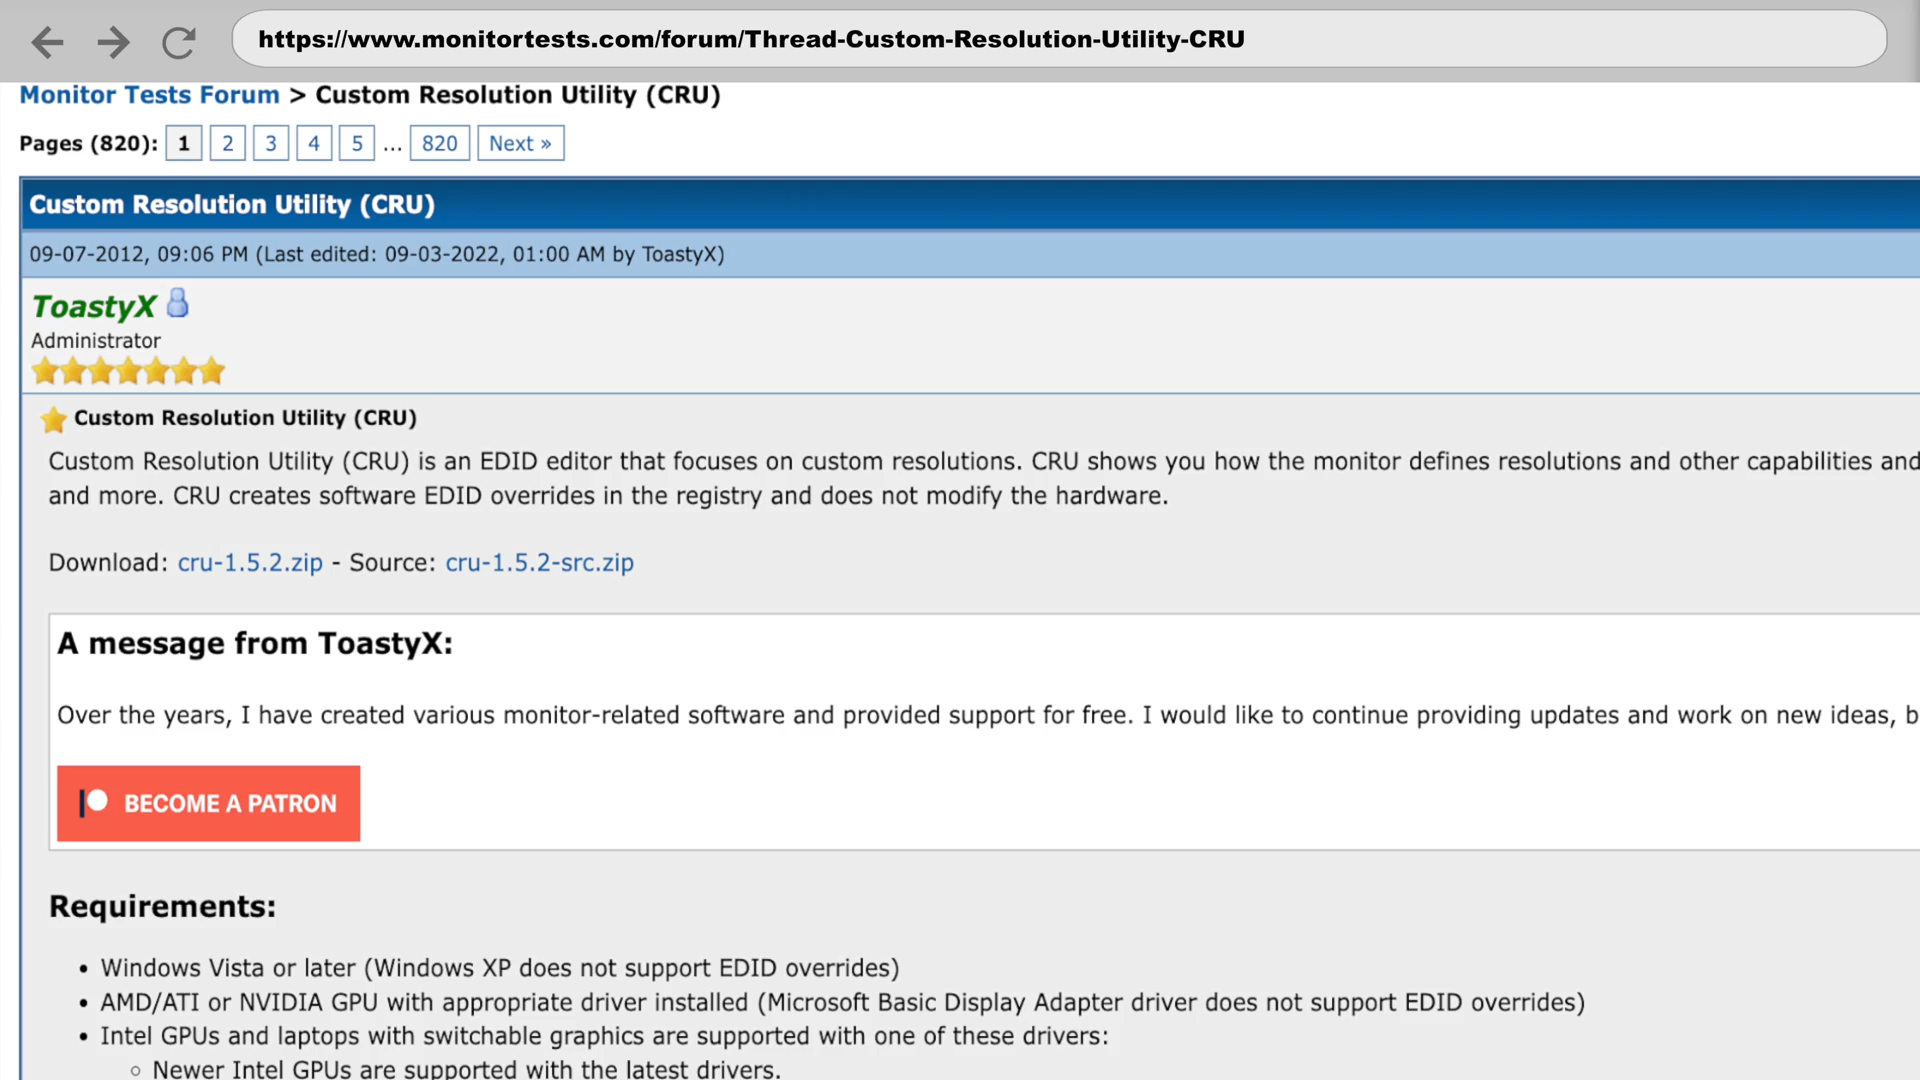 https://www.monitortests.com/forum/Thread-Custom-Resolution-Utility-CRU
Monitor Tests Forum > Custom Resolution Utility (CRU)
Pages (820): 1 2 3 4 5 ... 820 Next »
Custom Resolution Utility (CRU)
09-07-2012, 09:06 PM (Last edited: 09-03-2022, 01:00 AM by ToastyX)
ToastyX
Administrator
Custom Resolution Utility (CRU)
Custom Resolution Utility (CRU) is an EDID editor that focuses on custom resolutions. CRU shows you how the monitor defines resolutions and other capabilities and
and more. CRU creates software EDID overrides in the registry and does not modify the hardware.
Download: cru-1.5.2.zip - Source: cru-1.5.2-src.zip
A message from ToastyX:
Over the years, I have created various monitor-related software and provided support for free. I would like to continue providing updates and work on new ideas, b
BECOME A PATRON
Requirements:
• Windows Vista or later (Windows XP does not support EDID overrides)
• AMD/ATI or NVIDIA GPU with appropriate driver installed (Microsoft Basic Display Adapter driver does not support EDID overrides)
• Intel GPUs and laptops with switchable graphics are supported with one of these drivers:
○ Newer Intel GPUs are supported with the latest drivers.